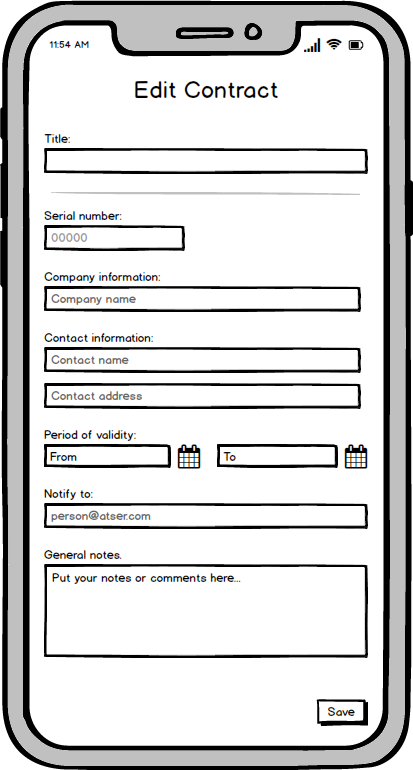 11:54 AM
Edit Contract
Title:
Serial number:
00000
Company information:
Company name
Contact information:
Contact name
Contact address
Period of validity:
From To
Notify to:
person@atser.com
General notes.
Put your notes or comments here...
Save